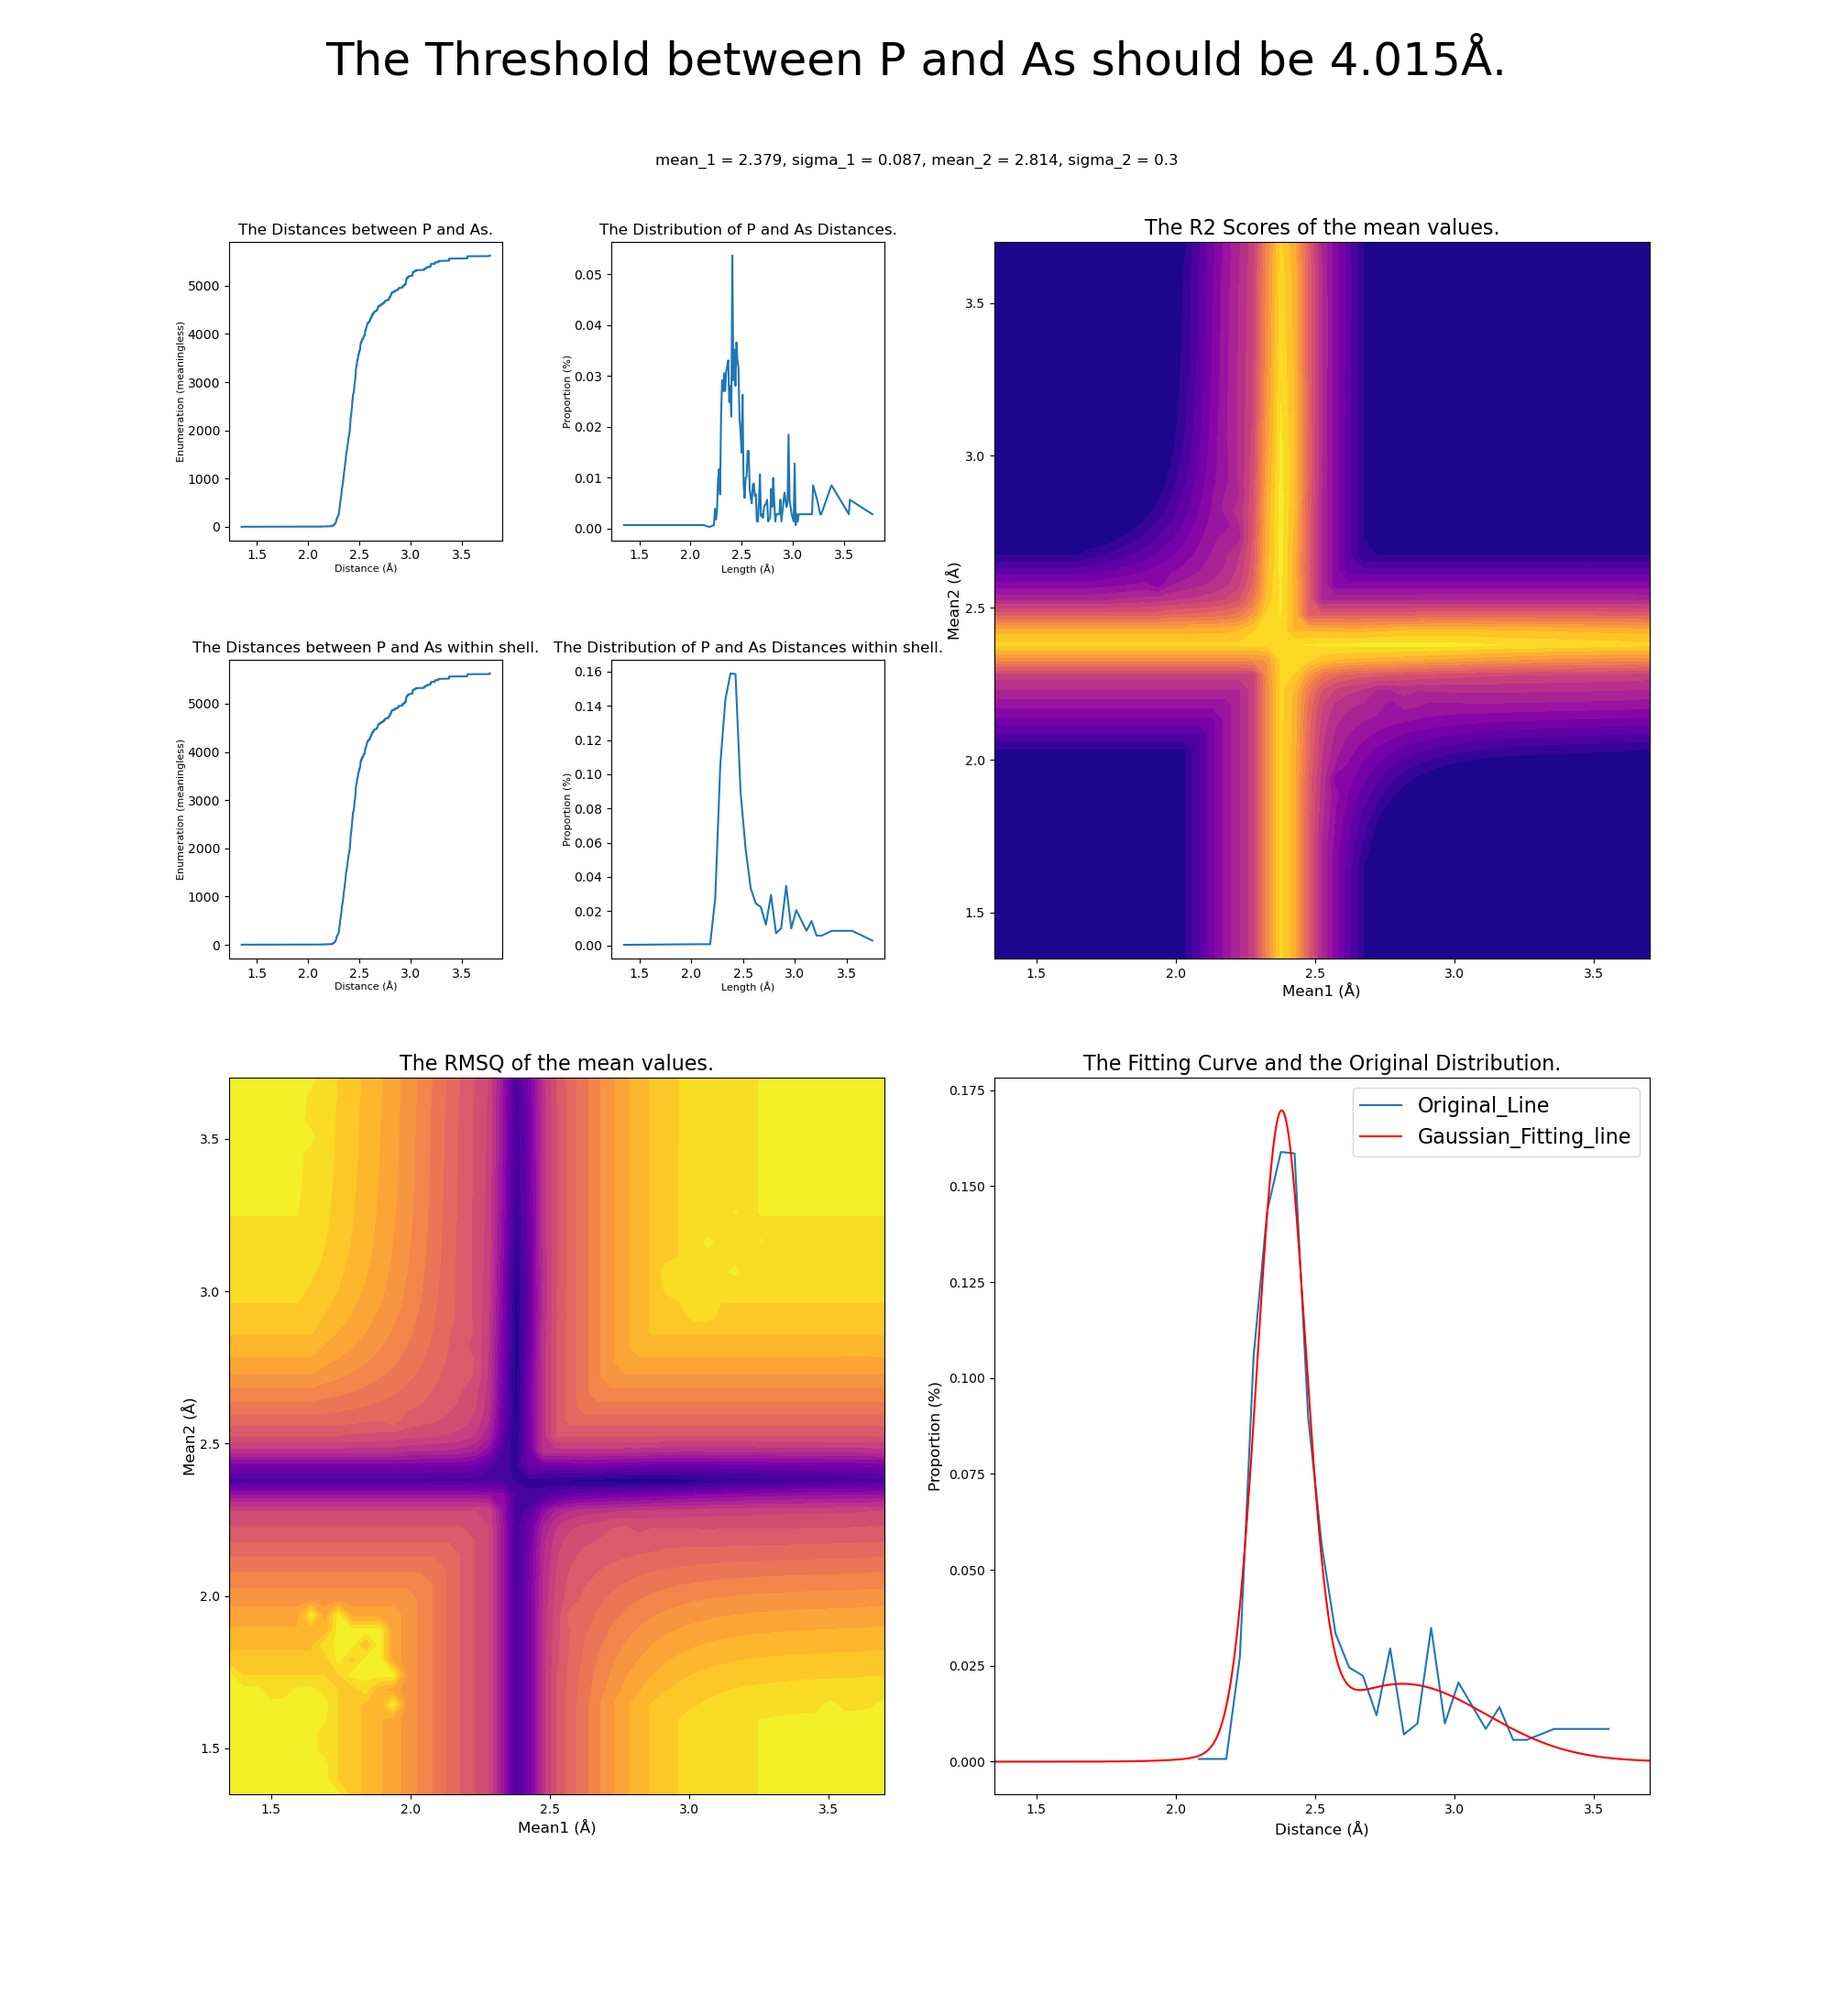 The Threshold between P and As should be 4.015Å.
mean_1 = 2.379, sigma_1 = 0.087, mean_2 = 2.814, sigma_2 = 0.3
The Distances between P and As.
Enumeration (meaningless)
5000
4000
3000
2000
1000
0
1.5 2.0 2.5 3.0 3.5
Distance (Å)
The Distribution of P and As Distances.
Proportion (%)
0.05
0.04
0.03
0.02
0.01
0.00
1.5 2.0 2.5 3.0 3.5
Length (Å)
The R2 Scores of the mean values.
Mean2 (Å)
3.5
3.0
2.5
2.0
1.5
1.5 2.0 2.5 3.0 3.5
Mean1 (Å)
The Distances between P and As within shell.
Enumeration (meaningless)
5000
4000
3000
2000
1000
0
1.5 2.0 2.5 3.0 3.5
Distance (Å)
The Distribution of P and As Distances within shell.
Proportion (%)
0.16
0.14
0.12
0.10
0.08
0.06
0.04
0.02
0.00
1.5 2.0 2.5 3.0 3.5
Length (Å)
The RMSQ of the mean values.
Mean2 (Å)
3.5
3.0
2.5
2.0
1.5
1.5 2.0 2.5 3.0 3.5
Mean1 (Å)
The Fitting Curve and the Original Distribution.
Original_Line
Gaussian_Fitting_line
Proportion (%)
0.175
0.150
0.125
0.100
0.075
0.050
0.025
0.000
1.5 2.0 2.5 3.0 3.5
Distance (Å)